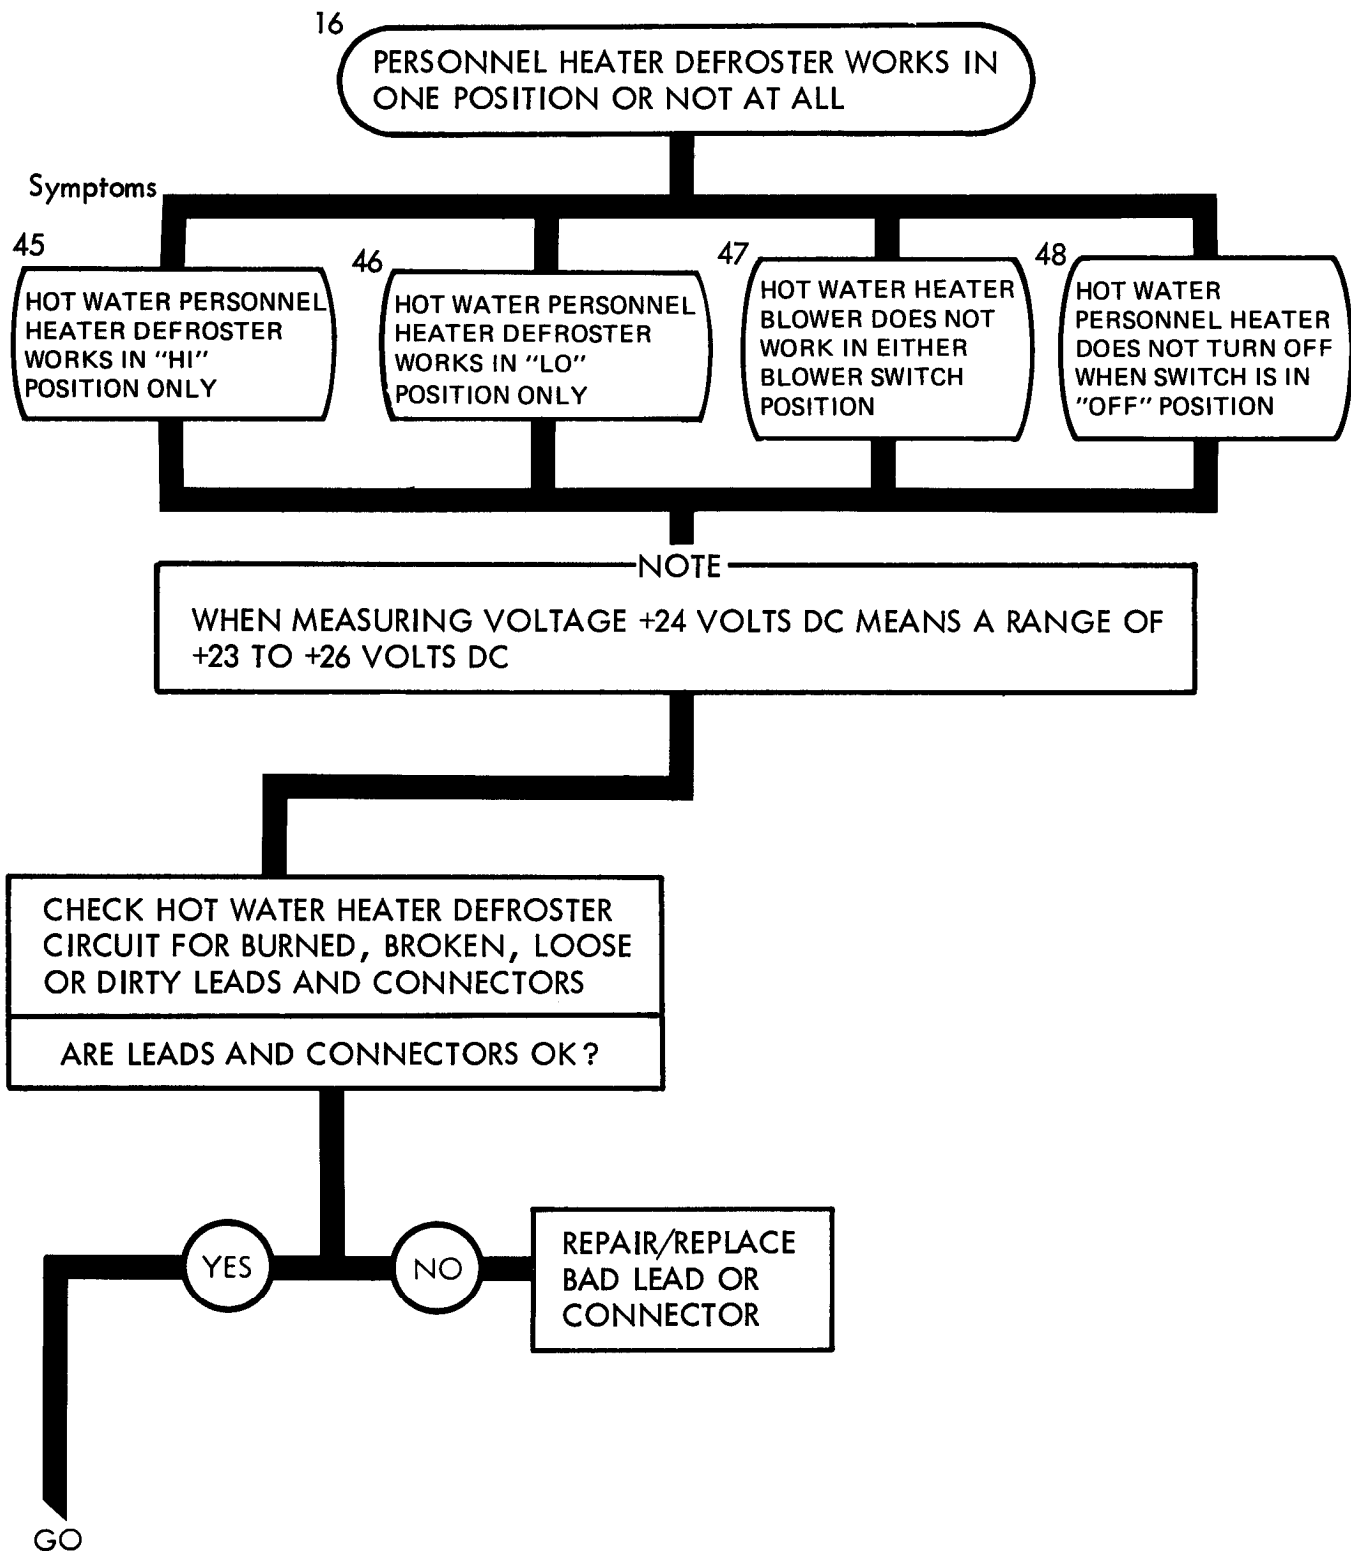 16
PERSONNEL HEATER DEFROSTER WORKS IN
ONE POSITION OR NOT AT ALL
Symptoms
45
HOT WATER PERSONNEL
HEATER DEFROSTER
WORKS IN "HI"
POSITION ONLY
46
HOT WATER PERSONNEL
HEATER DEFROSTER
WORKS IN "LO"
POSITION ONLY
47
HOT WATER HEATER
BLOWER DOES NOT
WORK IN EITHER
BLOWER SWITCH
POSITION
48
HOT WATER
PERSONNEL HEATER
DOES NOT TURN OFF
WHEN SWITCH IS IN
"OFF" POSITION
NOTE
WHEN MEASURING VOLTAGE +24 VOLTS DC MEANS A RANGE OF
+23 TO +26 VOLTS DC
CHECK HOT WATER HEATER DEFROSTER
CIRCUIT FOR BURNED, BROKEN, LOOSE
OR DIRTY LEADS AND CONNECTORS
ARE LEADS AND CONNECTORS OK?
YES
NO
REPAIR/REPLACE
BAD LEAD OR
CONNECTOR
GO